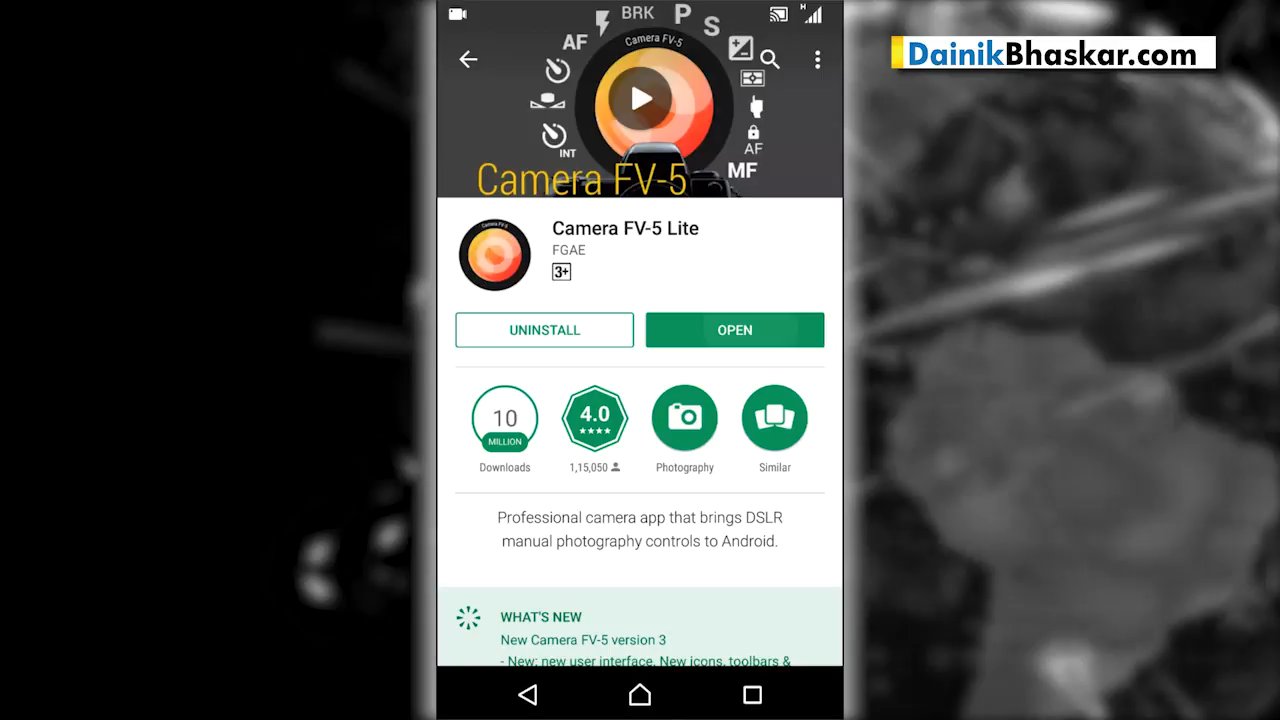 BRK P S
AF
Camera FV-5
INT
AF
MF
Camera FV-5
DainikBhaskar.com
H
Camera FV-5 Lite
FGAE
3+
UNINSTALL
OPEN
10
MILLION
Downloads
4.0
1,15,050
Photography
Similar
Professional camera app that brings DSLR
manual photography controls to Android.
WHAT'S NEW
New Camera FV-5 version 3
- New: new user interface. New icons, toolbars &